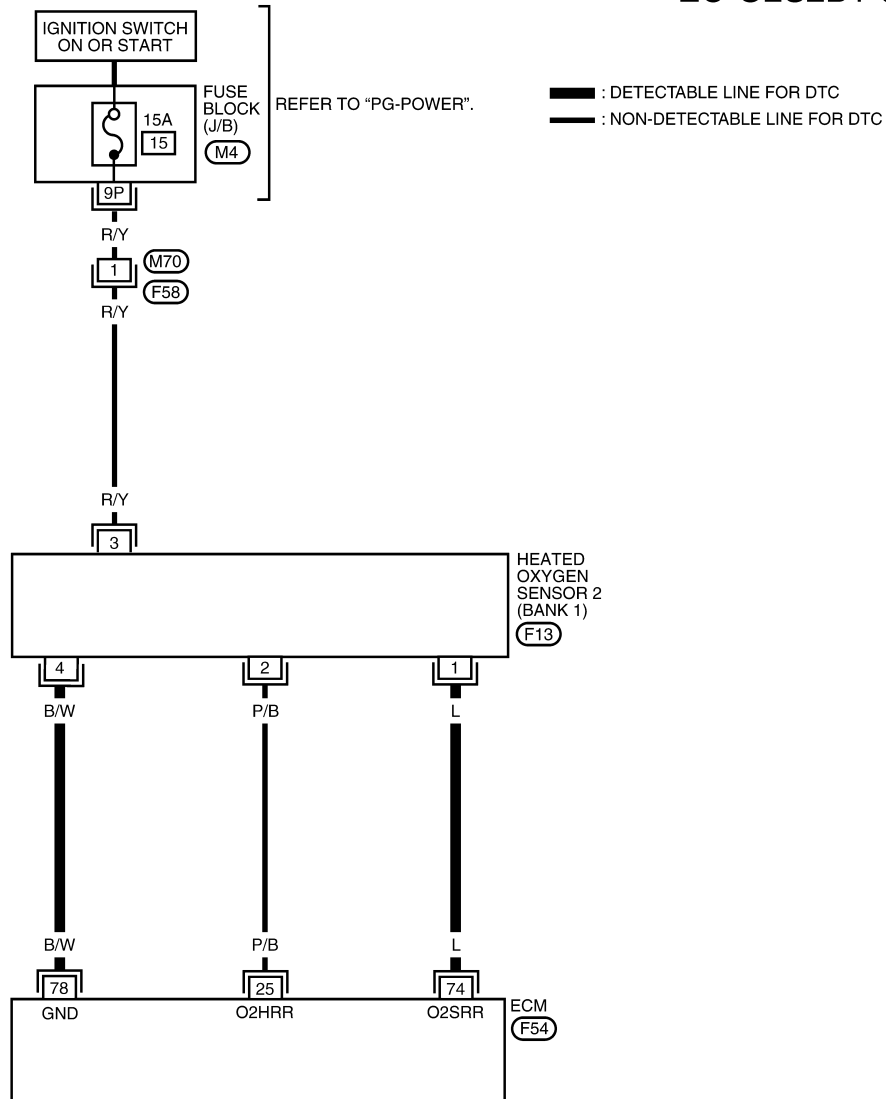 IGNITION SWITCH
ON OR START
FUSE
BLOCK
(J/B)
M4
15A
15
REFER TO “PG-POWER”.
: DETECTABLE LINE FOR DTC
: NON-DETECTABLE LINE FOR DTC
9P
R/Y
1
M70
F58
R/Y
R/Y
3
HEATED
OXYGEN
SENSOR 2
(BANK 1)
F13
4 2 1
B/W P/B L
B/W P/B L
78 25 74
GND O2HRR O2SRR
ECM
F54